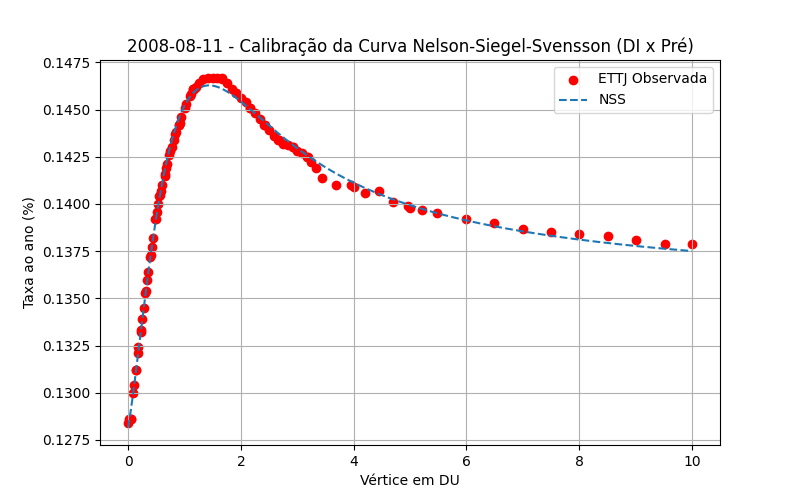 2008-08-11 - Calibração da Curva Nelson-Siegel-Svensson (DI x Pré)
ETTJ Observada
NSS
Taxa ao ano (%)
0.1475
0.1450
0.1425
0.1400
0.1375
0.1350
0.1325
0.1300
0.1275
0 2 4 6 8 10
Vértice em DU